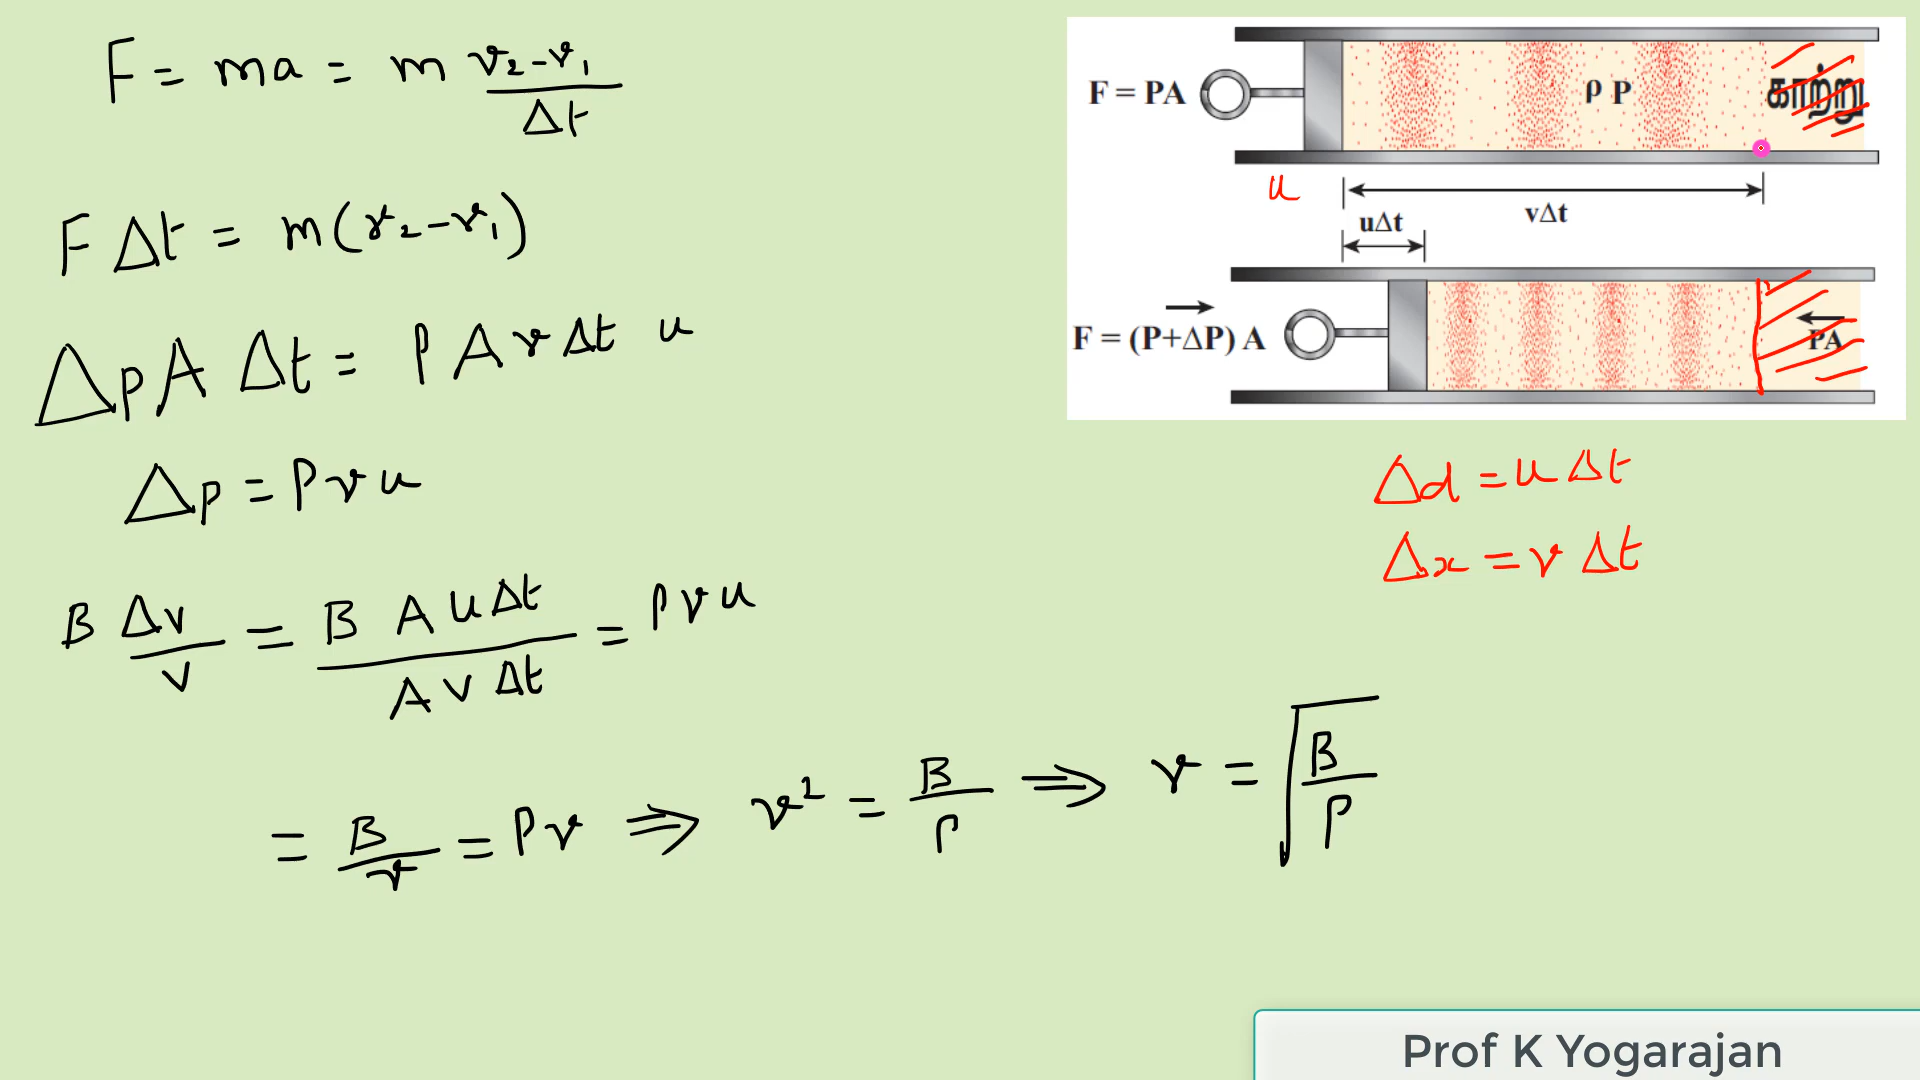 F = ma = m (v₂-v₁)/Δt
F Δt = m(v₂-v₁)
ΔpA Δt = ρ A v Δt u
Δp = ρ v u
B Δv/v = B A u Δt / A v Δt = ρ v u
= B/v = ρv ⇒ v² = B/ρ ⇒ v = √(B/ρ)
F = PA
ρ P
காற்று
u
vΔt
uΔt
F = (P+ΔP) A
PA
Δd = u Δt
Δx = v Δt
Prof K Yogarajan